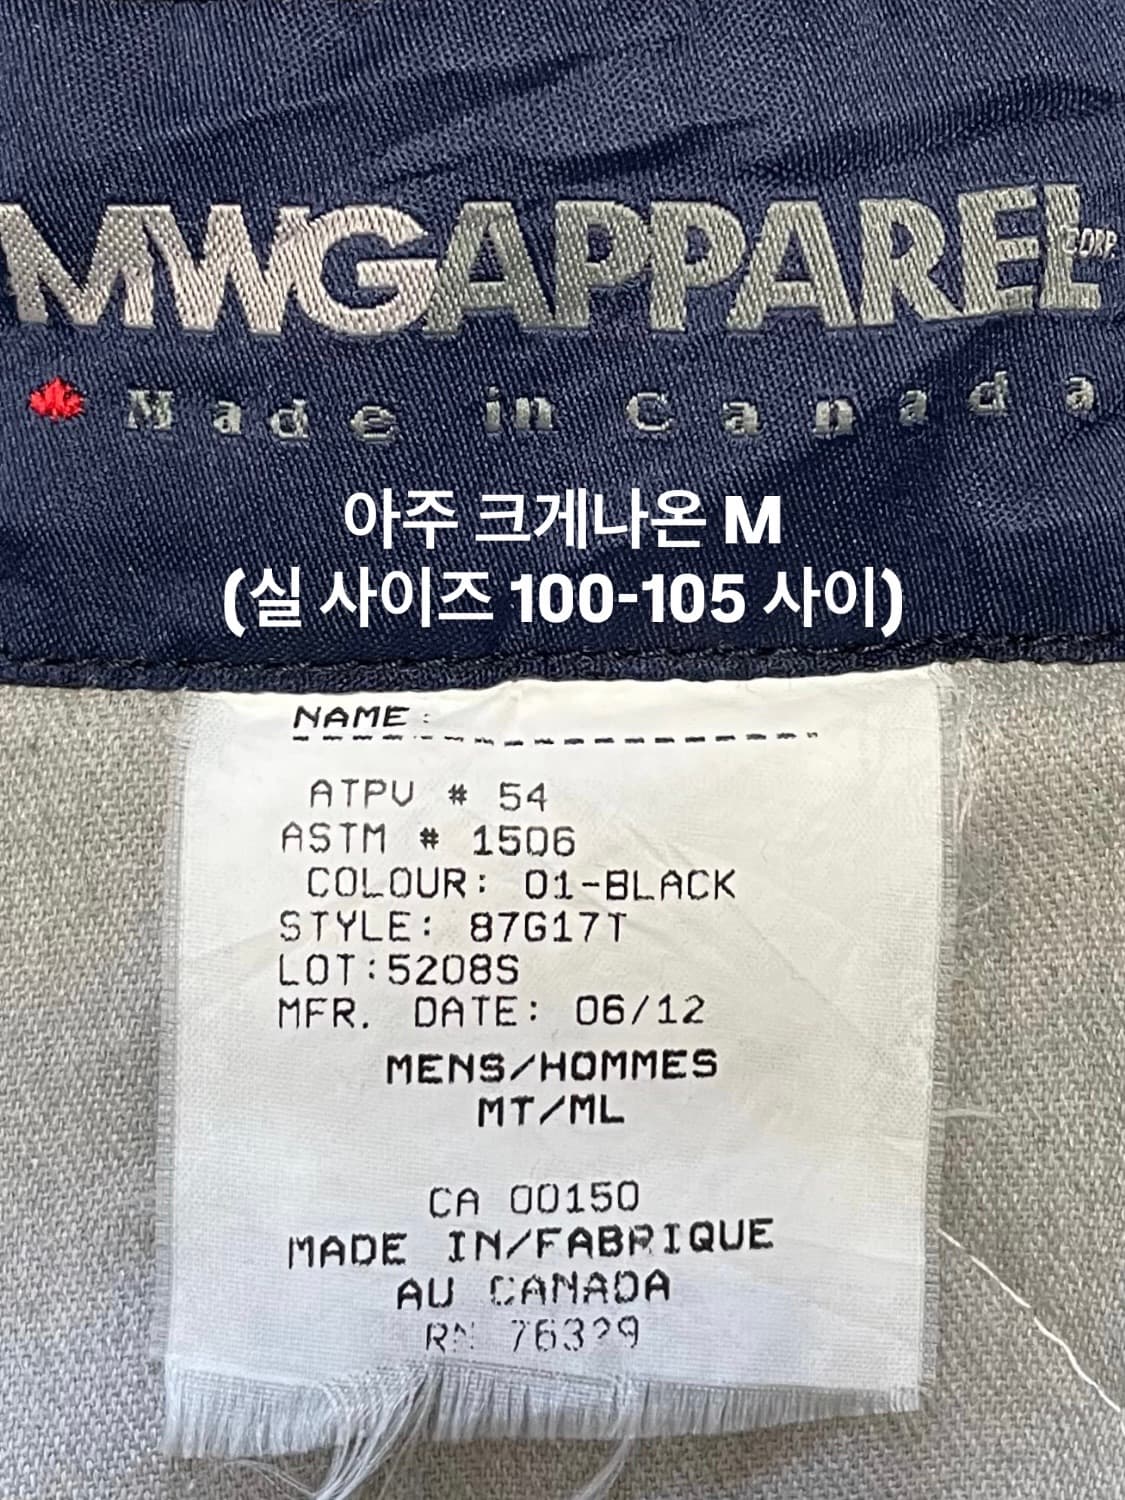 MWGAPPAREL CORP.
Made in Canada
아주 크게나온 M
(실 사이즈 100-105 사이)
NAME:
ATPV # 54
ASTM # 1506
COLOUR: 01-BLACK
STYLE: 87G17T
LOT:5208S
MFR. DATE: 06/12
MENS/HOMMES
MT/ML
CA 00150
MADE IN/FABRIQUE
AU CANADA
RN 76329